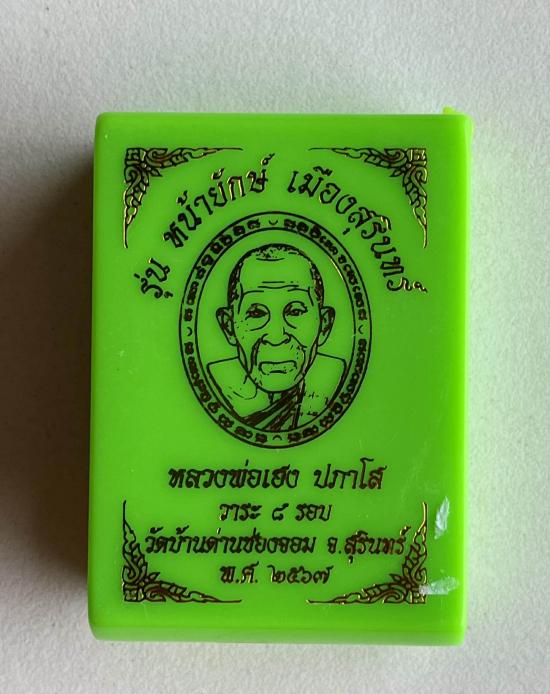 รุ่น หน้ายักษ์ เมืองสุรินทร์
หลวงพ่อเฮง ปภาโส
วาระ ๘ รอบ
วัดบ้านด่านช่องจอม จ.สุรินทร์
พ.ศ. ๒๕๖๗